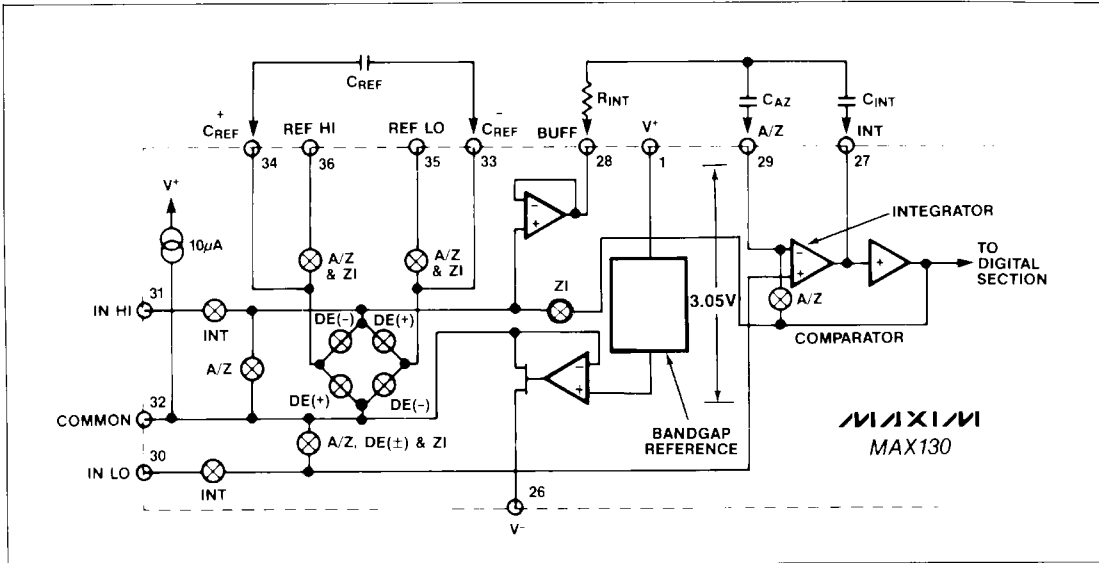 CREF
RINT
CAZ
CINT
+
CREF
REF HI
REF LO
-
CREF
BUFF
V+
A/Z
INT
34
36
35
33
28
1
29
27
V+
10µA
A/Z
& ZI
A/Z
& ZI
-
+
INTEGRATOR
-
+
+
TO
DIGITAL
SECTION
31
IN HI
INT
DE(-)
DE(+)
ZI
3.05V
A/Z
COMPARATOR
A/Z
DE(+)
DE(-)
-
+
32
COMMON
A/Z, DE(±) & ZI
BANDGAP
REFERENCE
MAXIM
MAX130
30
IN LO
INT
26
V-